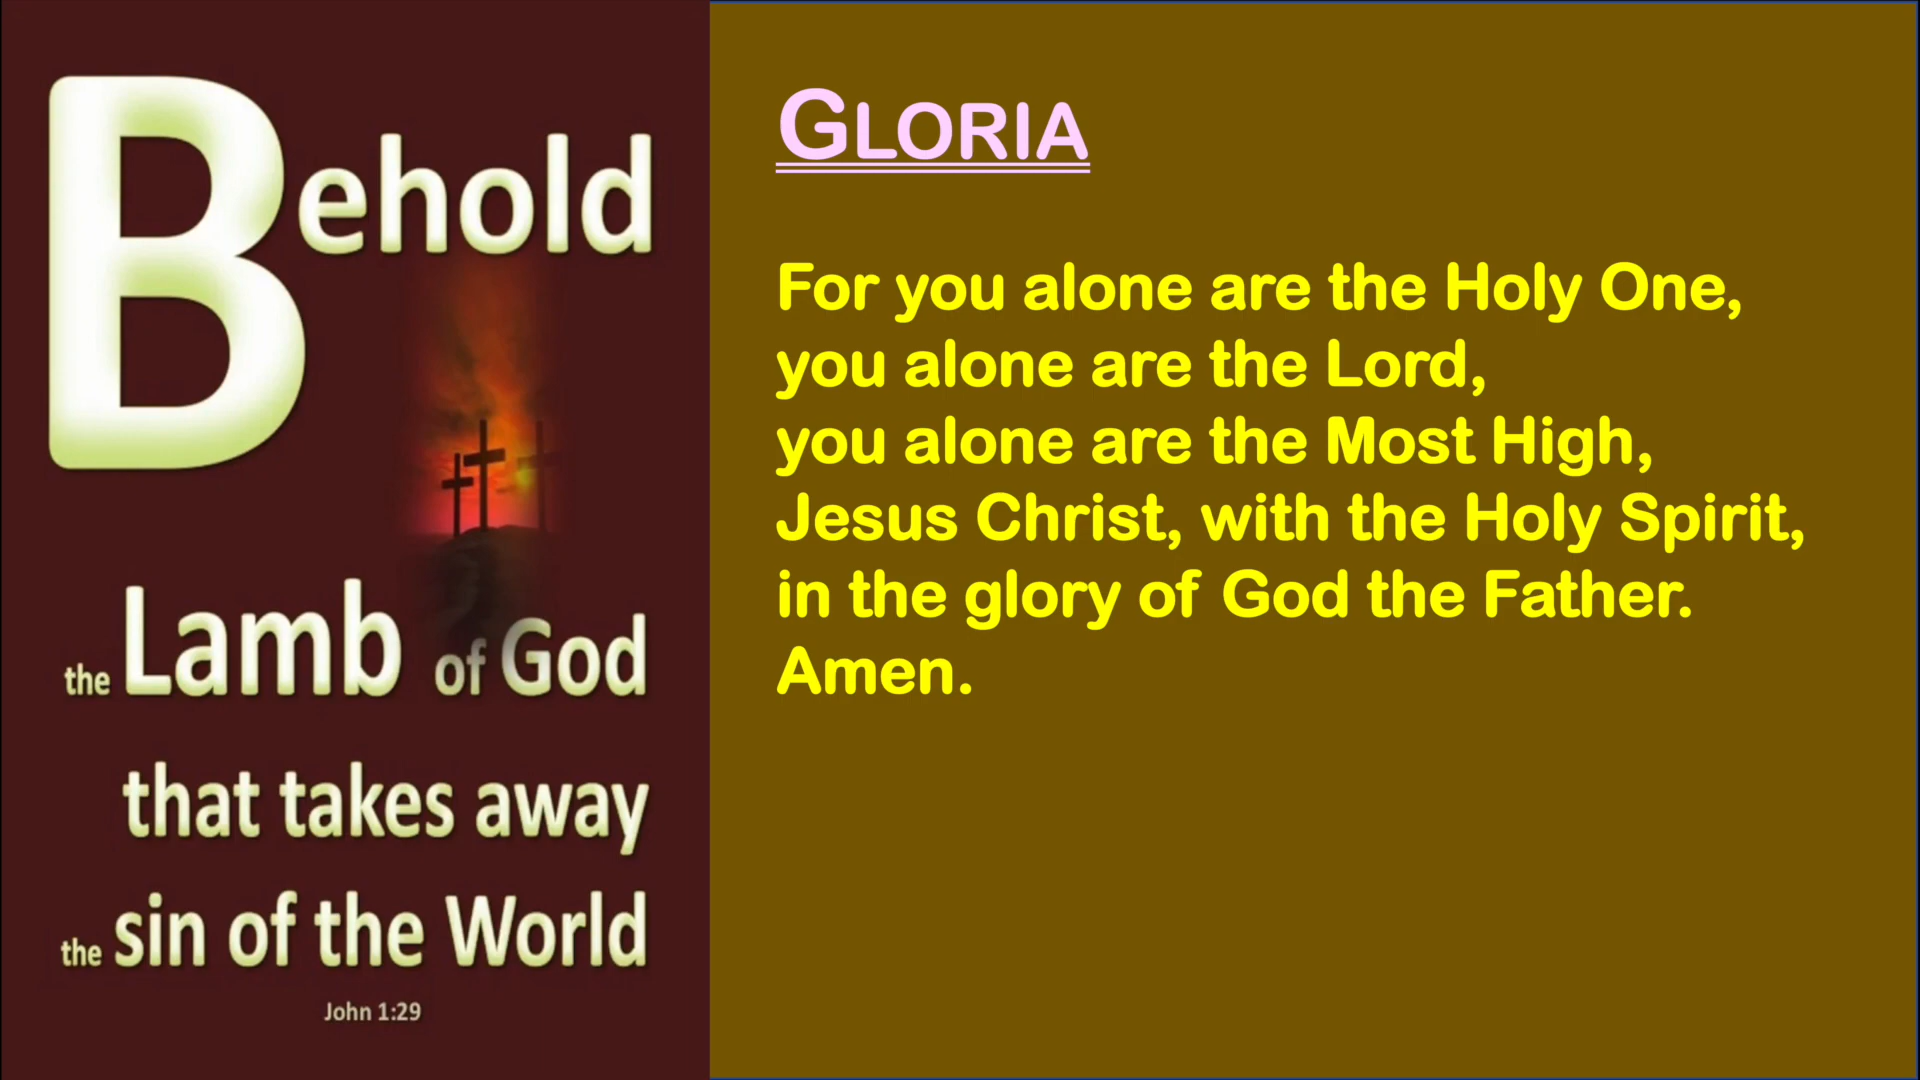 Behold
the Lamb of God
that takes away
the sin of the World
John 1:29
GLORIA
For you alone are the Holy One,
you alone are the Lord,
you alone are the Most High,
Jesus Christ, with the Holy Spirit,
in the glory of God the Father.
Amen.